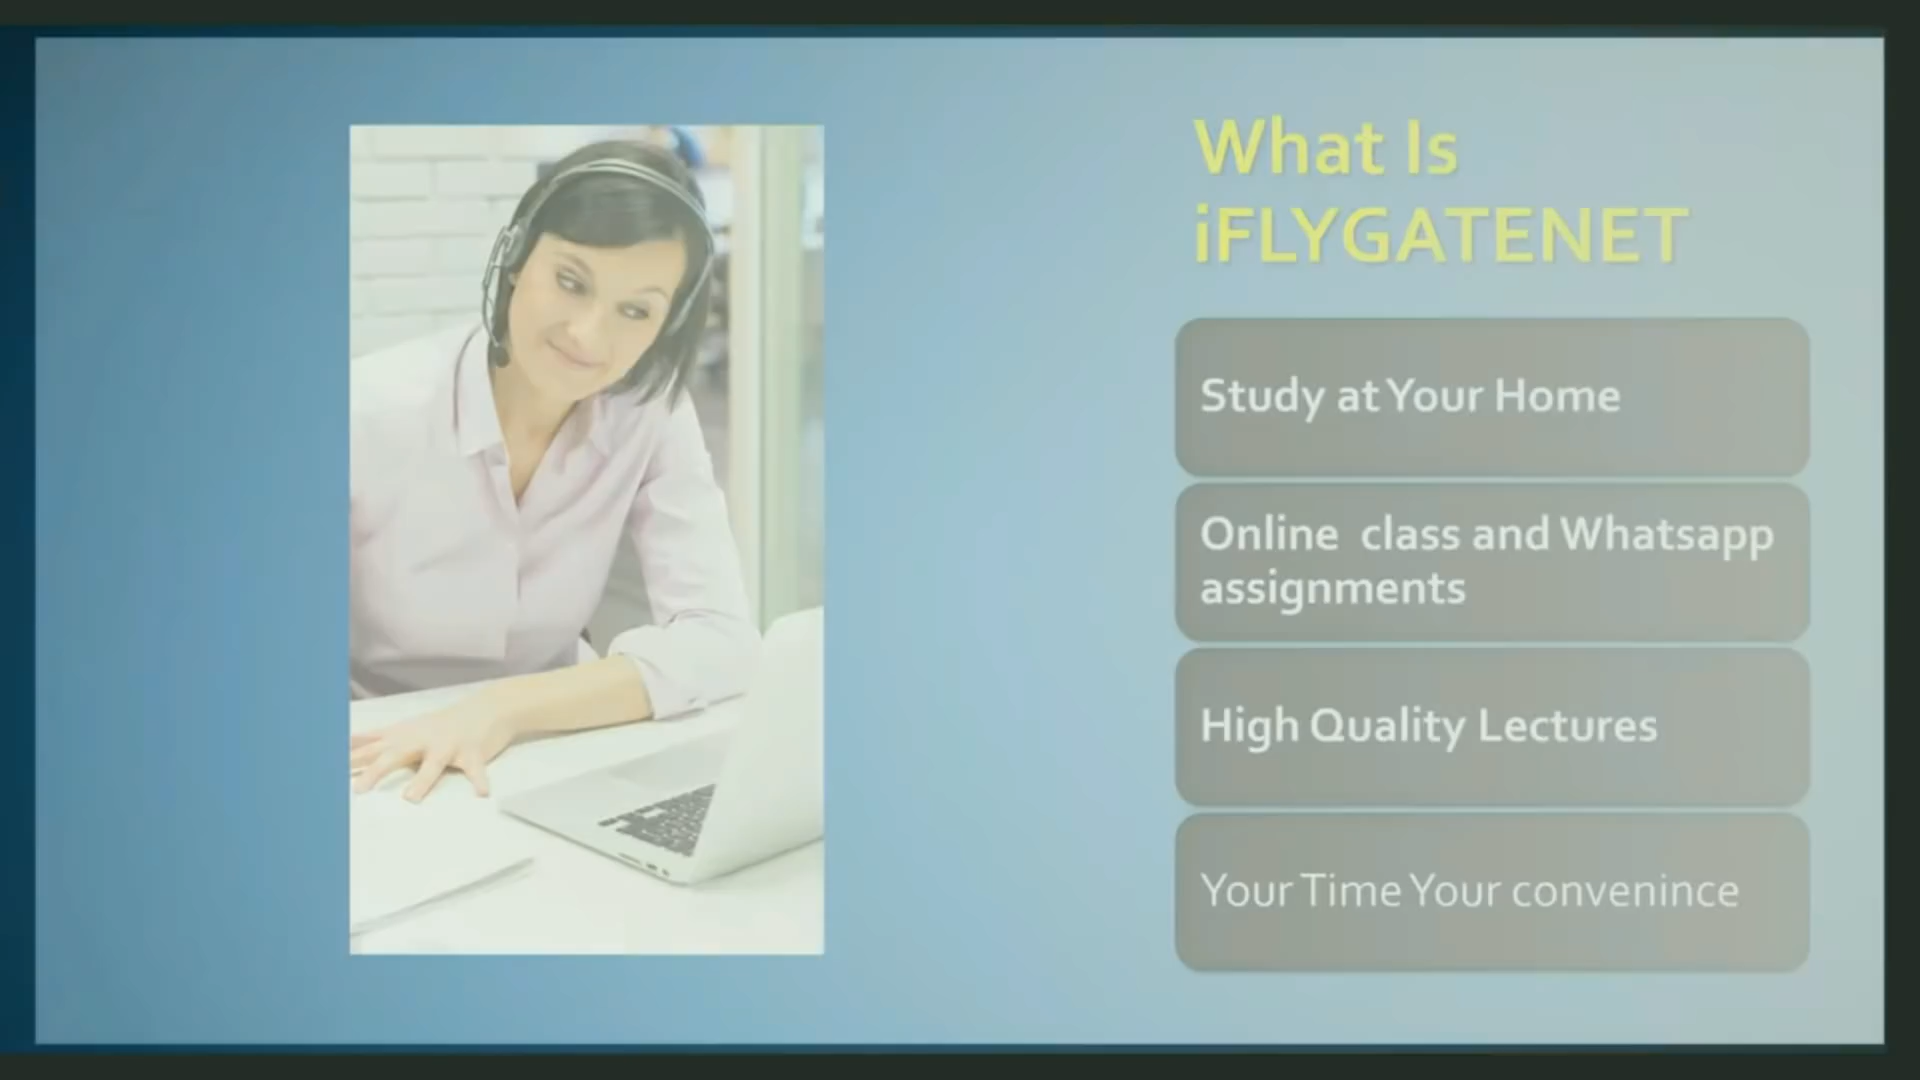 What Is
iFLYGATENET
Study at Your Home
Online class and Whatsapp
assignments
High Quality Lectures
Your Time Your convenince